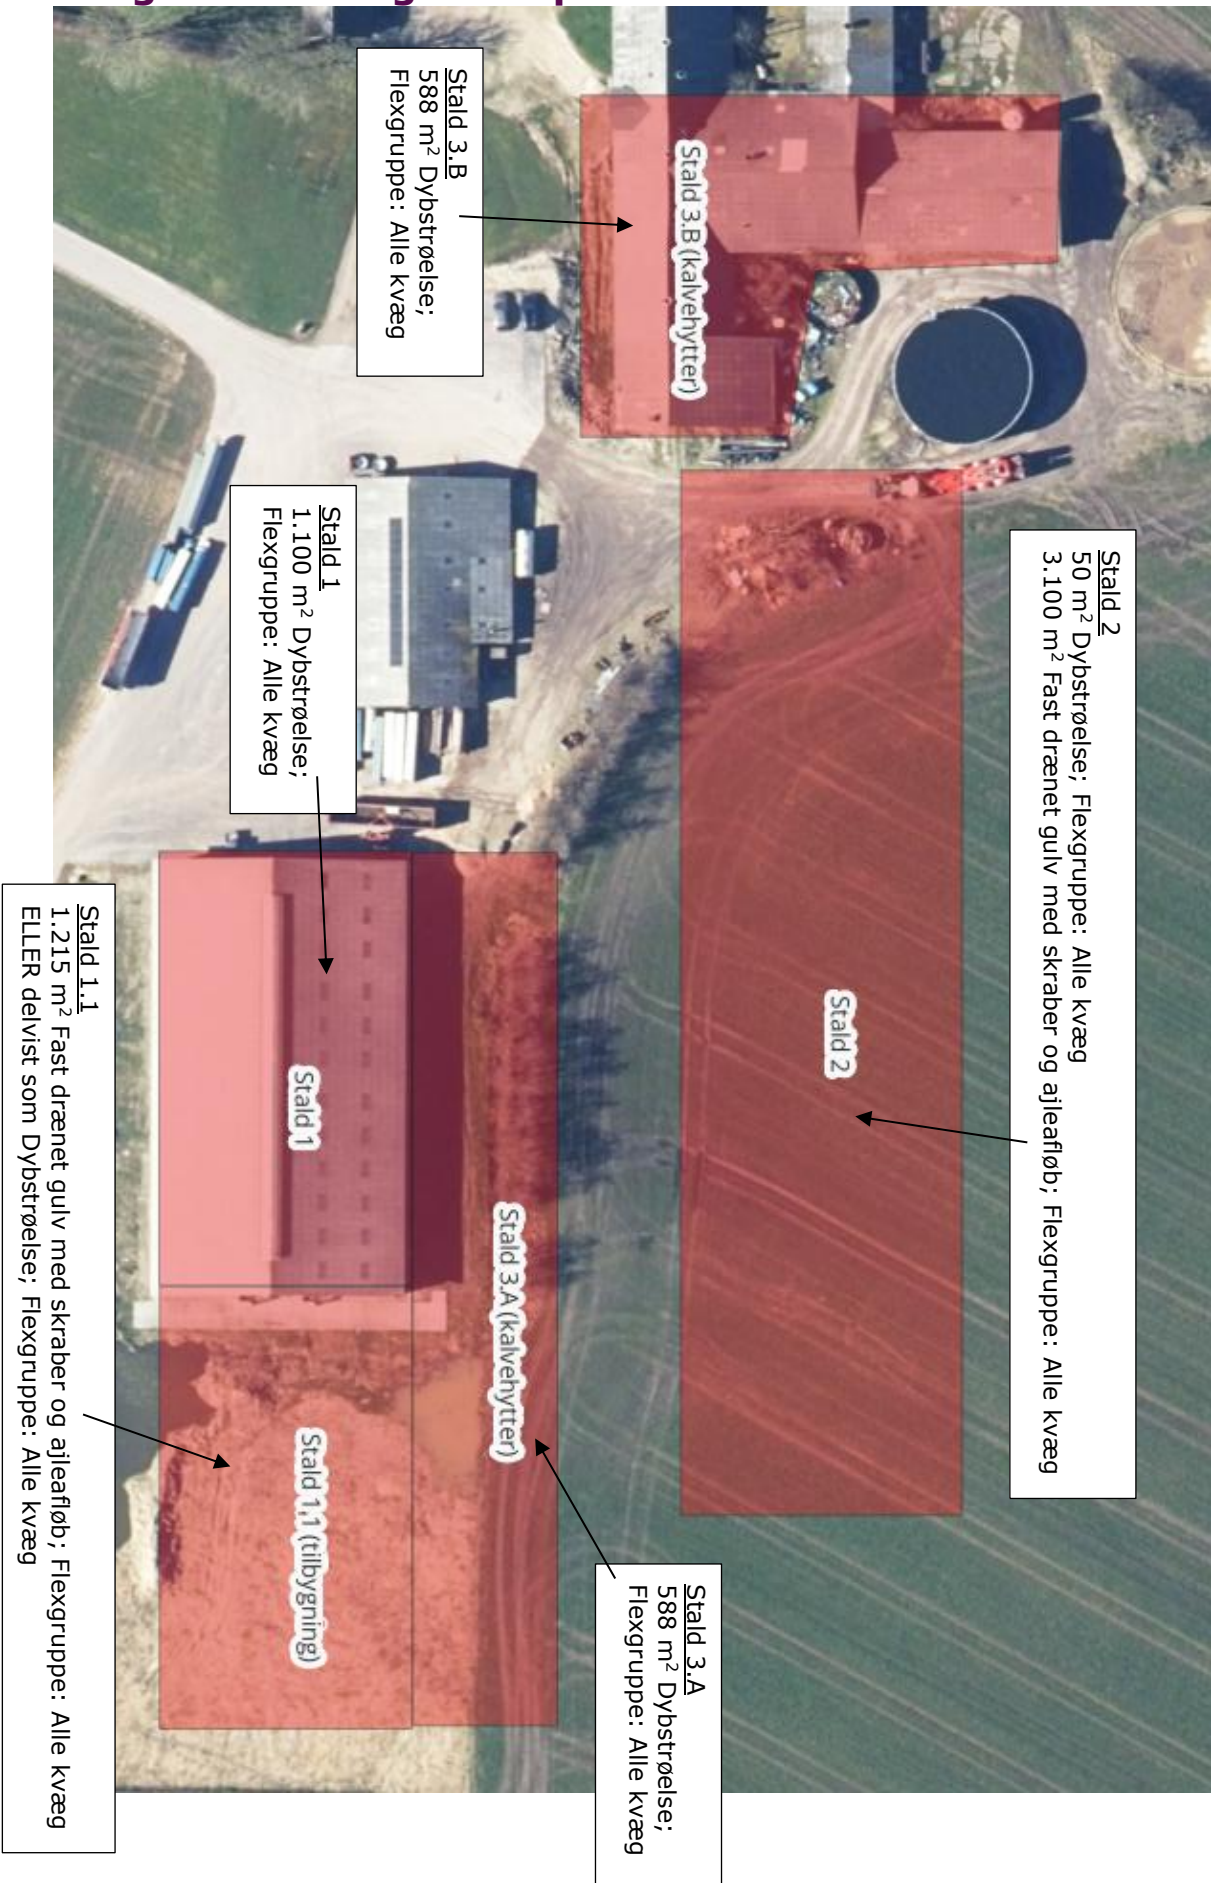 Stald 3.B
588 m² Dybstrøelse;
Flexgruppe: Alle kvæg
Stald 3.B (kalvehytter)
Stald 2
50 m² Dybstrøelse; Flexgruppe: Alle kvæg
3.100 m² Fast drænet gulv med skraber og ajleafløb; Flexgruppe: Alle kvæg
Stald 2
Stald 1
1.100 m² Dybstrøelse;
Flexgruppe: Alle kvæg
Stald 1
Stald 3.A (kalvehytter)
Stald 3.A
588 m² Dybstrøelse;
Flexgruppe: Alle kvæg
Stald 1,1 (tilbygning)
Stald 1.1
1.215 m² Fast drænet gulv med skraber og ajleafløb; Flexgruppe: Alle kvæg
ELLER delvist som Dybstrøelse; Flexgruppe: Alle kvæg